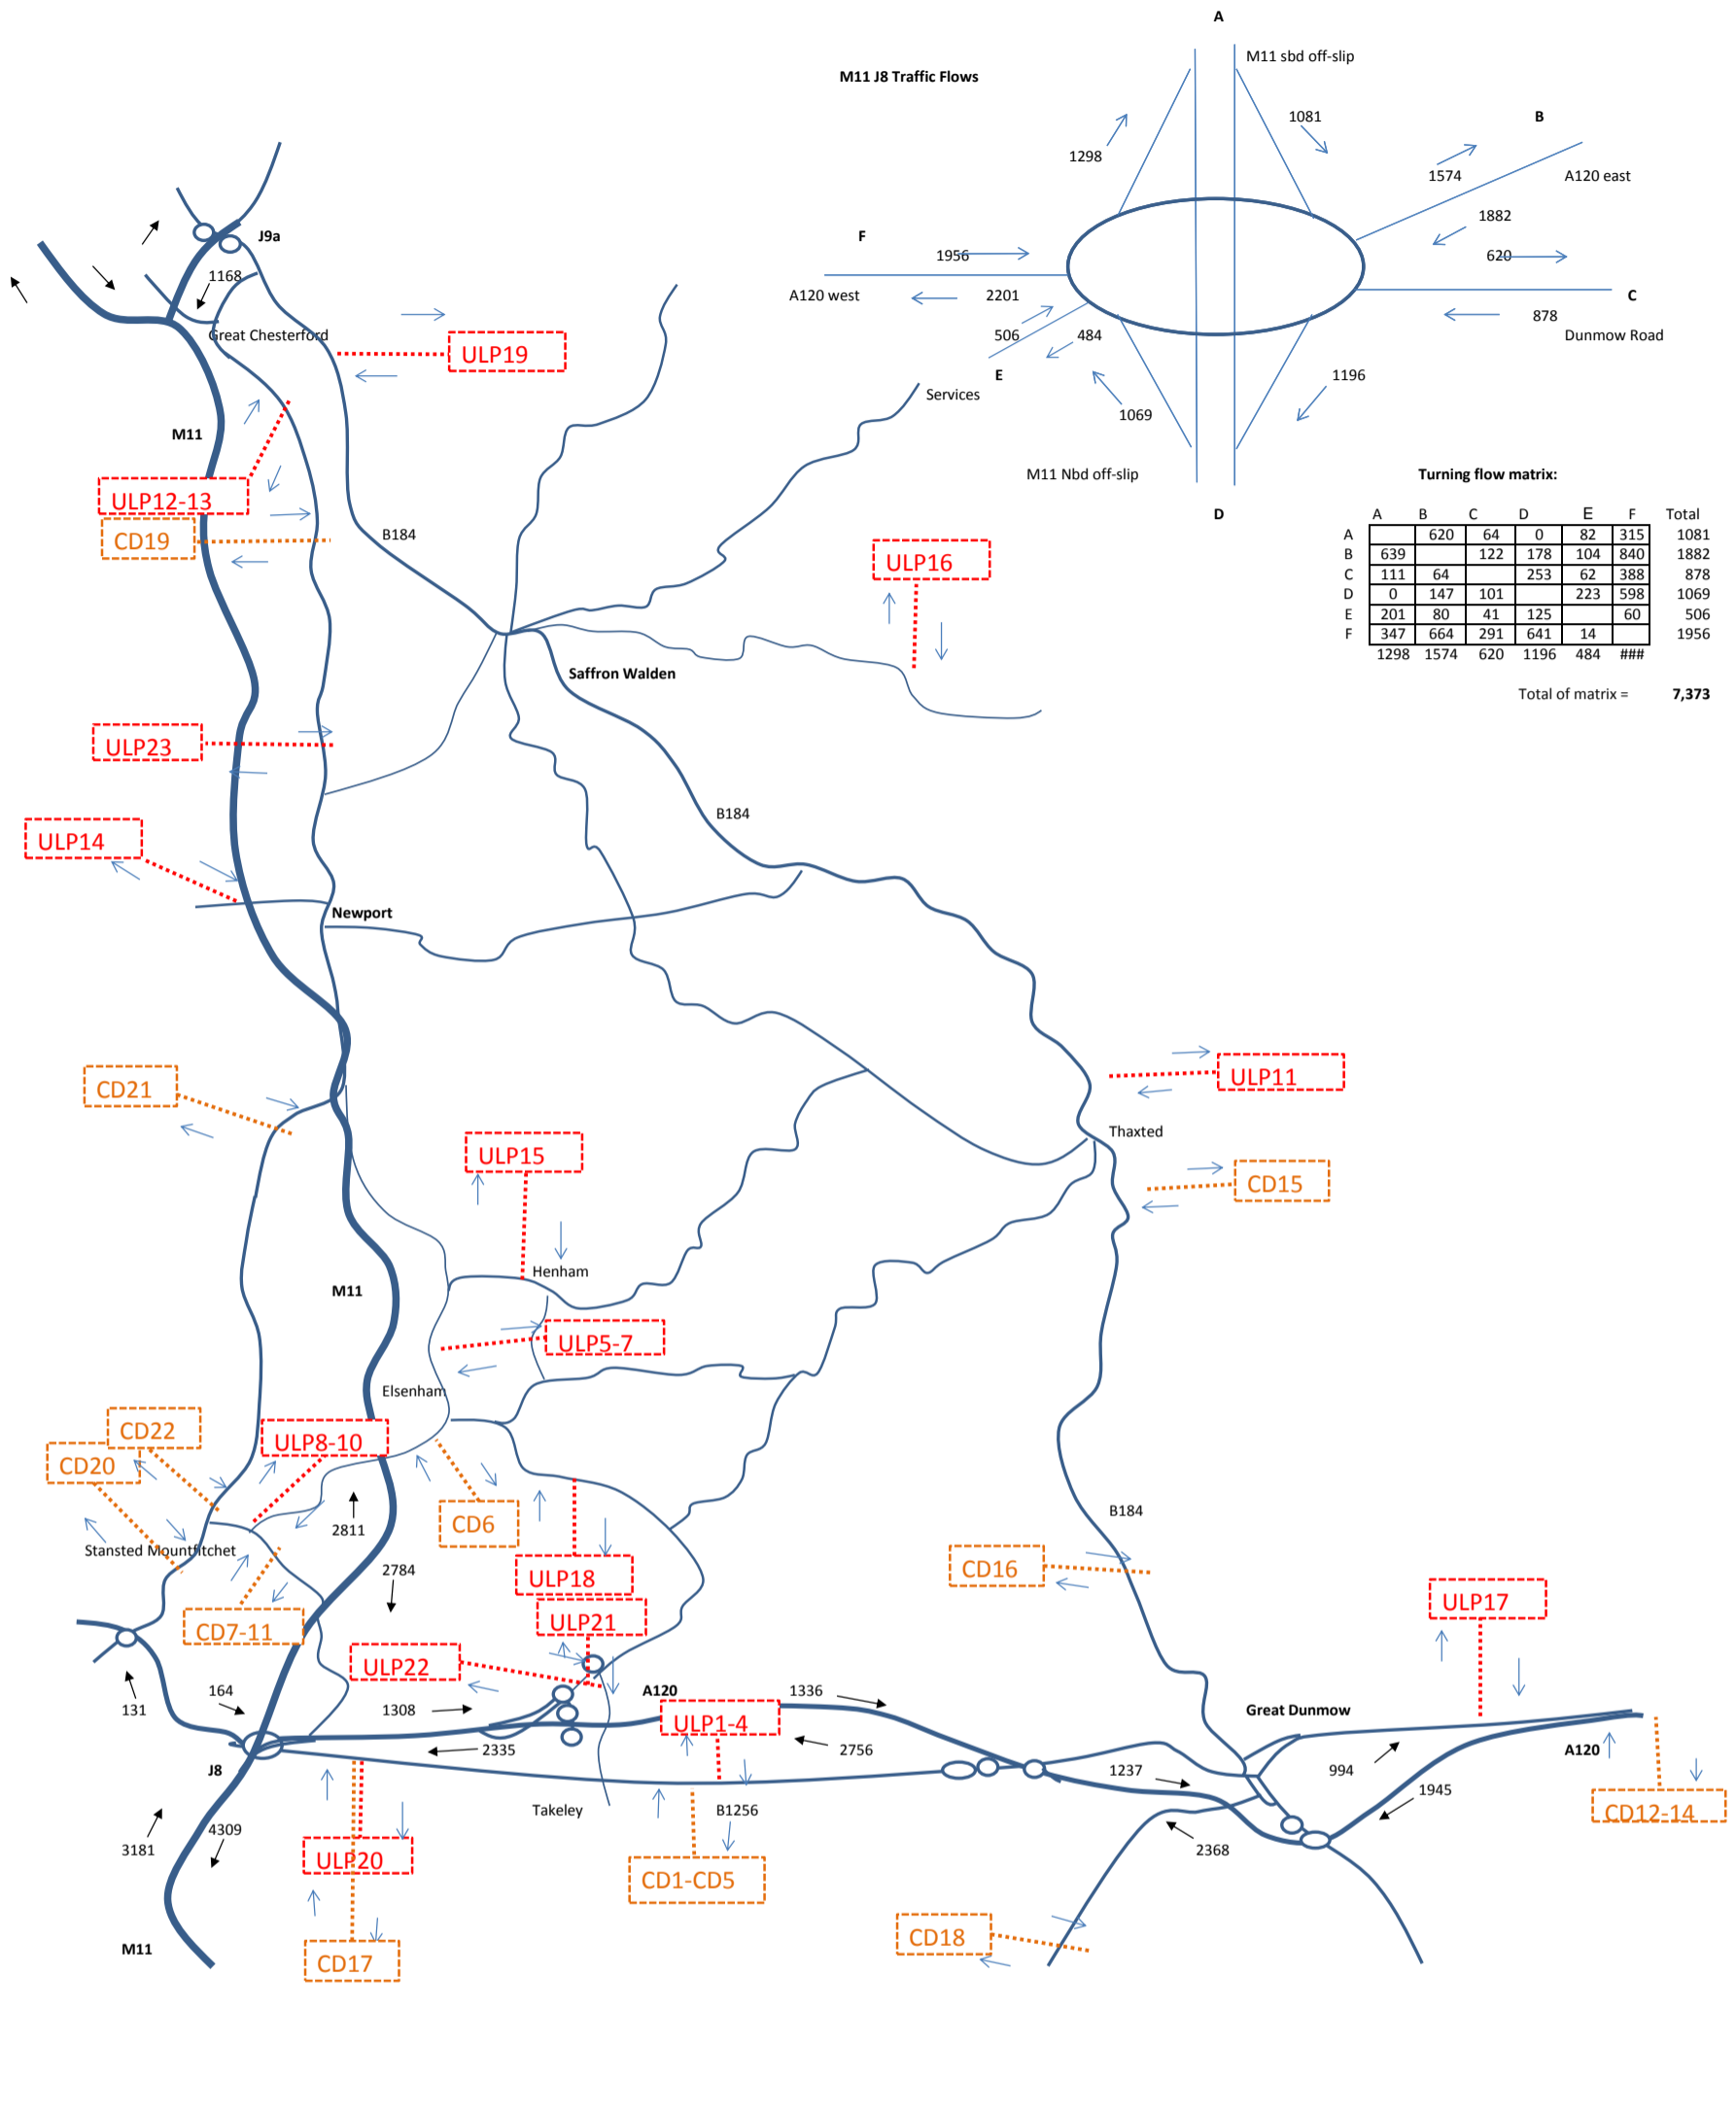 A
M11 sbd off-slip
M11 J8 Traffic Flows
1081
B
1298
1574
A120 east
1882
F
1956
620
A120 west
2201
C
506
484
878
Dunmow Road
E
1196
Services
1069
M11 Nbd off-slip
D
Turning flow matrix:
A B C D E F Total
A 620 64 0 82 315 1081
B 639 122 178 104 840 1882
C 111 64 253 62 388 878
D 0 147 101 223 598 1069
E 201 80 41 125 60 506
F 347 664 291 641 14 1956
1298 1574 620 1196 484 ###
Total of matrix = 7,373
J9a
1168
Great Chesterford
ULP19
M11
ULP12-13
CD19
B184
ULP16
Saffron Walden
ULP23
B184
ULP14
Newport
ULP11
CD21
Thaxted
ULP15
CD15
Henham
M11
ULP5-7
Elsenham
CD22
ULP8-10
CD20
CD6
2811
B184
Stansted Mountfitchet
2784
CD16
ULP18
ULP17
ULP21
CD7-11
ULP22
164
131
1308
A120
1336
ULP1-4
Great Dunmow
2335
2756
A120
J8
1237
994
Takeley
B1256
1945
CD12-14
3181
4309
2368
ULP20
CD1-CD5
CD18
M11
CD17